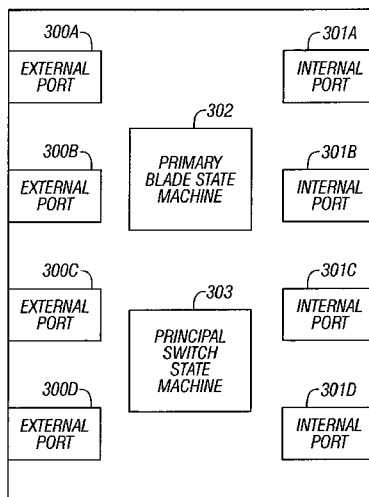 300A
EXTERNAL
PORT
301A
INTERNAL
PORT
302
PRIMARY
BLADE STATE
MACHINE
300B
EXTERNAL
PORT
301B
INTERNAL
PORT
300C
EXTERNAL
PORT
301C
INTERNAL
PORT
303
PRINCIPAL
SWITCH
STATE
MACHINE
300D
EXTERNAL
PORT
301D
INTERNAL
PORT